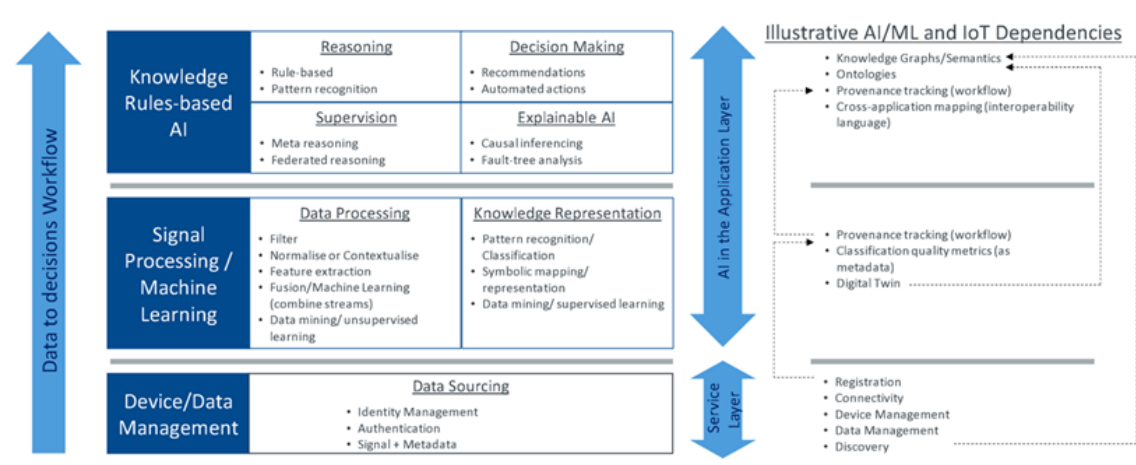 Data to decisions Workflow
Knowledge
Rules-based
AI
Reasoning
• Rule-based
• Pattern recognition
Decision Making
• Recommendations
• Automated actions
Supervision
• Meta reasoning
• Federated reasoning
Explainable AI
• Causal inferencing
• Fault-tree analysis
Signal
Processing /
Machine
Learning
Data Processing
• Filter
• Normalise or Contextualise
• Feature extraction
• Fusion/Machine Learning
(combine streams)
• Data mining/ unsupervised
learning
Knowledge Representation
• Pattern recognition/
Classification
• Symbolic mapping/
representation
• Data mining/ supervised learning
Device/Data
Management
Data Sourcing
• Identity Management
• Authentication
• Signal + Metadata
AI in the Application Layer
Service
Layer
Illustrative AI/ML and IoT Dependencies
• Knowledge Graphs/Semantics
• Ontologies
• Provenance tracking (workflow)
• Cross-application mapping (interoperability
language)
• Provenance tracking (workflow)
• Classification quality metrics (as
metadata)
• Digital Twin
• Registration
• Connectivity
• Device Management
• Data Management
• Discovery